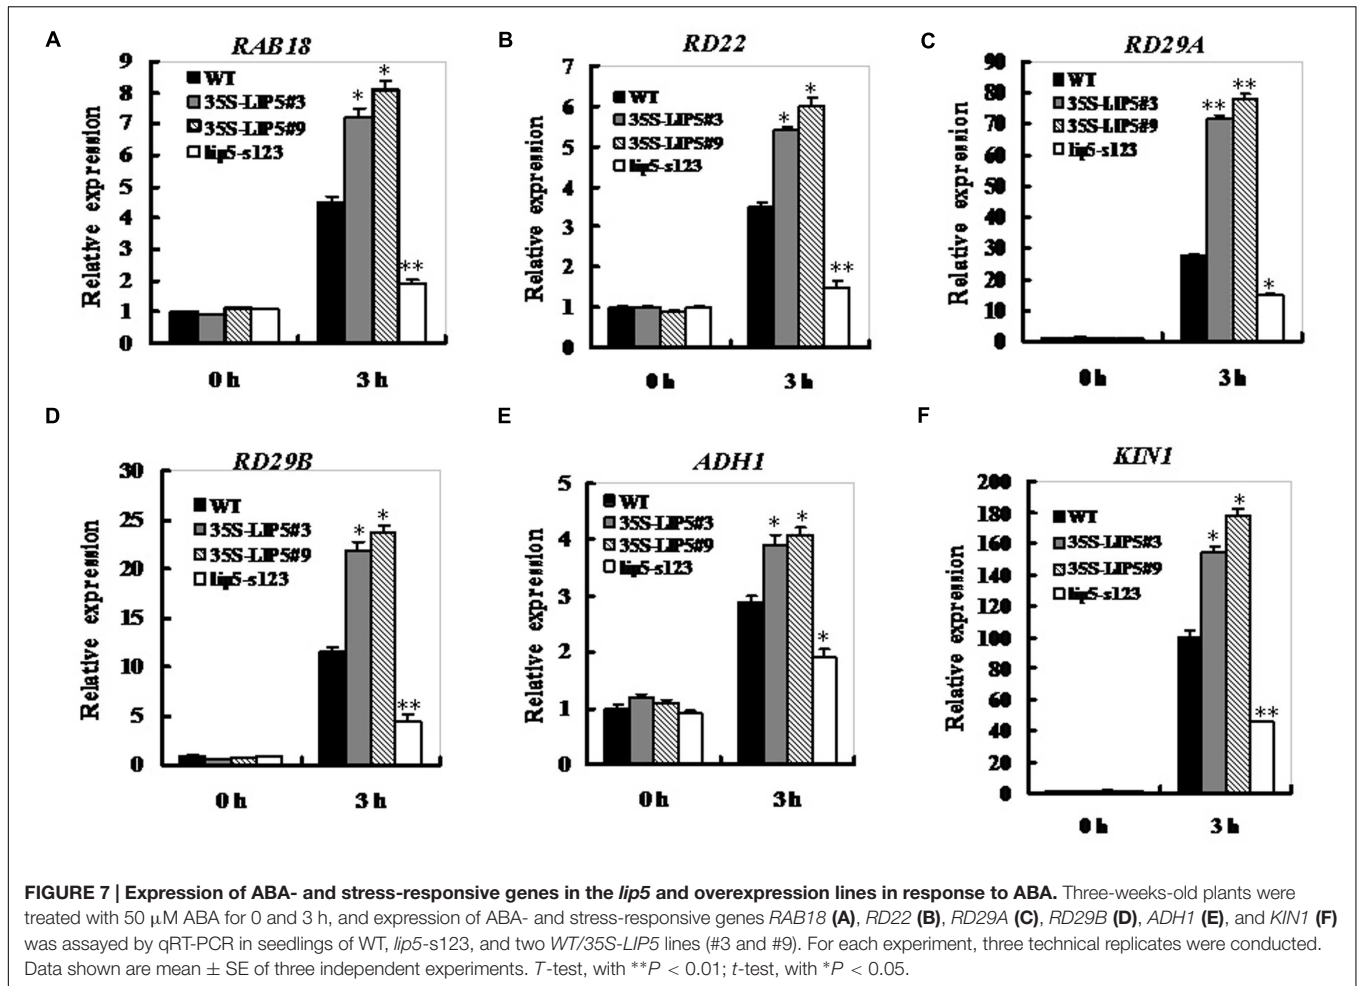 A
RAB18
Relative expression
9
8
7
6
5
4
3
2
1
0
WT
35S-LIP5#3
35S-LIP5#9
lip5-s123
*
*
**
0 h
3 h
B
RD22
Relative expression
7
6
5
4
3
2
1
0
WT
35S-LIP5#3
35S-LIP5#9
lip5-s123
*
*
**
0 h
3 h
C
RD29A
Relative expression
90
80
70
60
50
40
30
20
10
0
WT
35S-LIP5#3
35S-LIP5#9
lip5-s123
**
**
*
0 h
3 h
D
RD29B
Relative expression
30
25
20
15
10
5
0
WT
35S-LIP5#3
35S-LIP5#9
lip5-s123
*
*
**
0 h
3 h
E
ADH1
Relative expression
5
4
3
2
1
0
WT
35S-LIP5#3
35S-LIP5#9
lip5-s123
*
*
*
0 h
3 h
F
KIN1
Relative expression
200
180
160
140
120
100
80
60
40
20
0
WT
35S-LIP5#3
35S-LIP5#9
lip5-s123
*
*
**
0 h
3 h
FIGURE 7 | Expression of ABA- and stress-responsive genes in the lip5 and overexpression lines in response to ABA. Three-weeks-old plants were
treated with 50 μM ABA for 0 and 3 h, and expression of ABA- and stress-responsive genes RAB18 (A), RD22 (B), RD29A (C), RD29B (D), ADH1 (E), and KIN1 (F)
was assayed by qRT-PCR in seedlings of WT, lip5-s123, and two WT/35S-LIP5 lines (#3 and #9). For each experiment, three technical replicates were conducted.
Data shown are mean ± SE of three independent experiments. T-test, with **P < 0.01; t-test, with *P < 0.05.